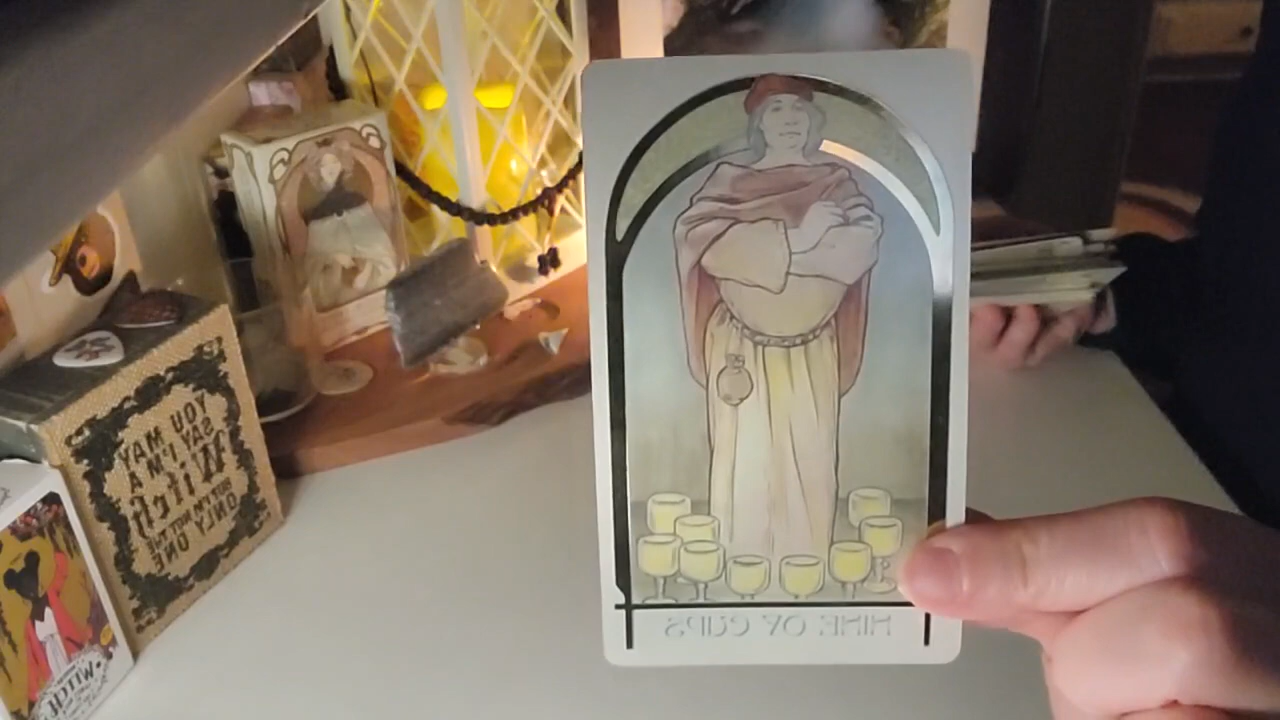 NINE OF CUPS
YOU MAY
SAY I'M A
Witch
BUT I'M NOT THE
ONLY ONE
WITCH